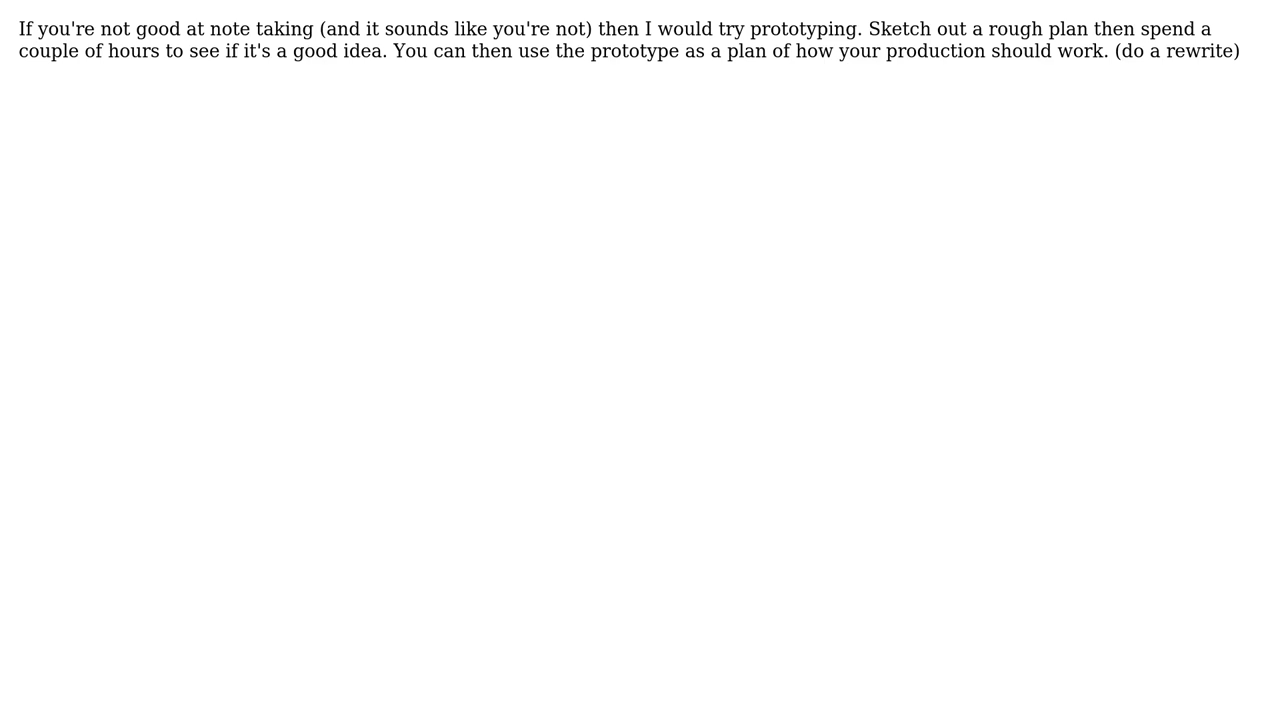 If you're not good at note taking (and it sounds like you're not) then I would try prototyping. Sketch out a rough plan then spend a
couple of hours to see if it's a good idea. You can then use the prototype as a plan of how your production should work. (do a rewrite)